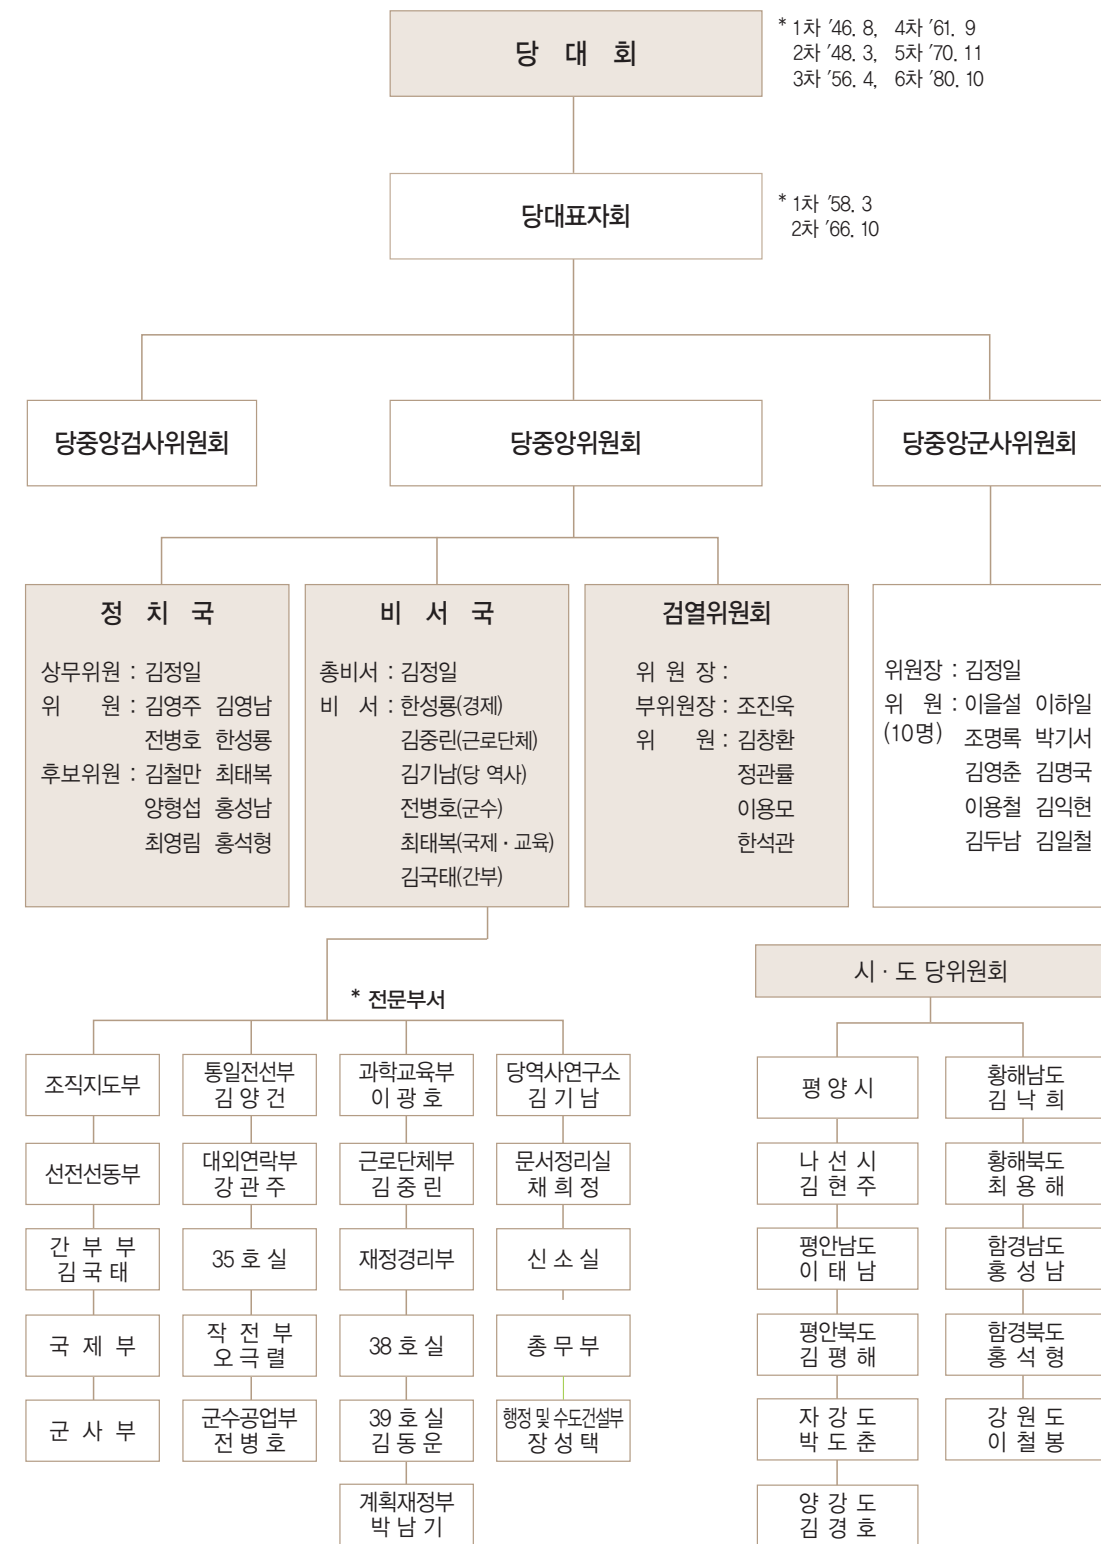 당 대 회
* 1차 ’46. 8, 4차 ’61. 9
2차 ’48. 3, 5차 ’70. 11
3차 ’56. 4, 6차 ’80. 10
당대표자회
* 1차 ’58. 3
2차 ’66. 10
당중앙검사위원회
당중앙위원회
당중앙군사위원회
정 치 국
상무위원 : 김정일
위 원 : 김영주 김영남
전병호 한성룡
후보위원 : 김철만 최태복
양형섭 홍성남
최영림 홍석형
비 서 국
총비서 : 김정일
비 서 : 한성룡(경제)
김중린(근로단체)
김기남(당 역사)
전병호(군수)
최태복(국제·교육)
김국태(간부)
검열위원회
위 원 장 :
부위원장 : 조진욱
위 원 : 김창환
정관률
이용모
한석관
위원장 : 김정일
위 원 : 이을설 이하일
(10명) 조명록 박기서
김영춘 김명국
이용철 김익현
김두남 김일철
* 전문부서
조직지도부
선전선동부
간 부 부
김 국 태
국 제 부
군 사 부
통일전선부
김 양 건
대외연락부
강 관 주
35 호 실
작 전 부
오 극 렬
군수공업부
전 병 호
과학교육부
이 광 호
근로단체부
김 중 린
재정경리부
38 호 실
39 호 실
김 동 운
계획재정부
박 남 기
당역사연구소
김 기 남
문서정리실
채 희 정
신 소 실
총 무 부
행정 및 수도건설부
장 성 택
시 · 도 당위원회
평 양 시
나 선 시
김 현 주
평안남도
이 태 남
평안북도
김 평 해
자 강 도
박 도 춘
양 강 도
김 경 호
황해남도
김 낙 희
황해북도
최 용 해
함경남도
홍 성 남
함경북도
홍 석 형
강 원 도
이 철 봉